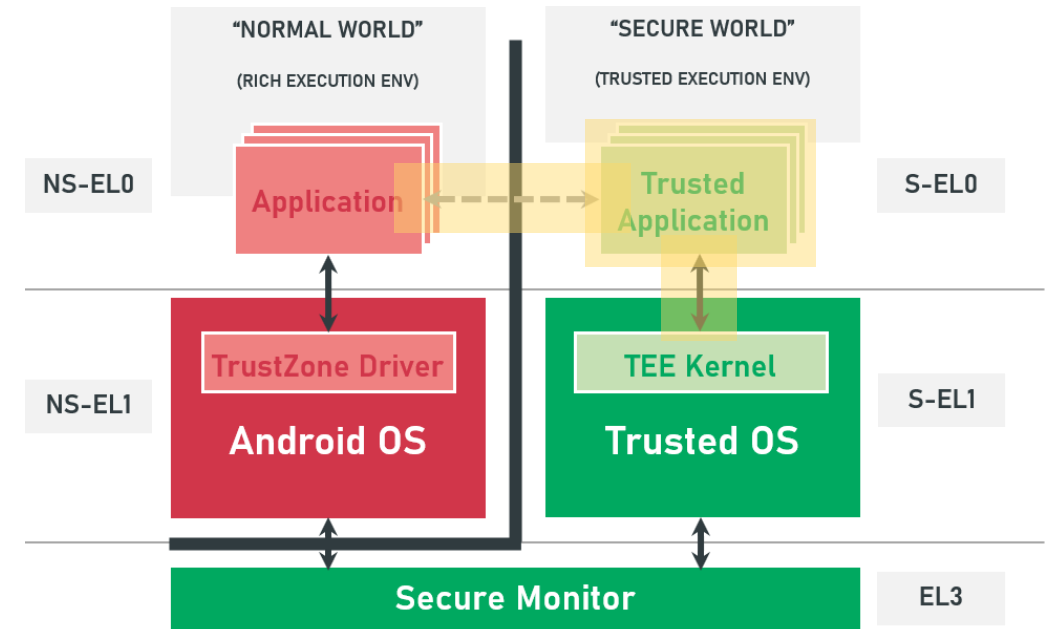 “NORMAL WORLD”
(RICH EXECUTION ENV)
“SECURE WORLD”
(TRUSTED EXECUTION ENV)
NS-EL0
Application
Trusted
Application
S-EL0
NS-EL1
TrustZone Driver
Android OS
TEE Kernel
Trusted OS
S-EL1
Secure Monitor
EL3